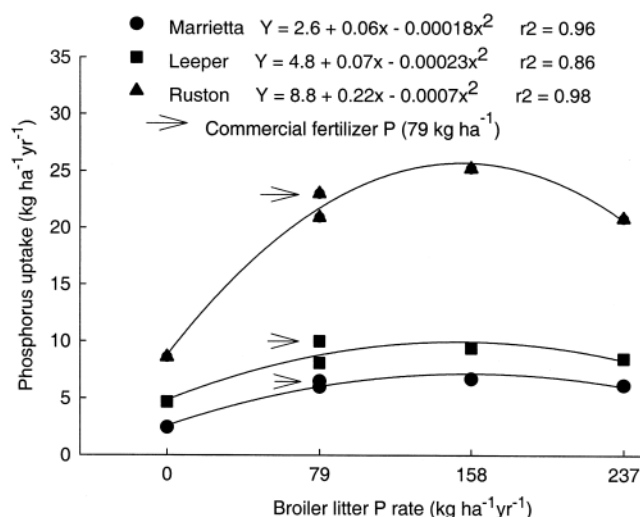 Marrietta Y = 2.6 + 0.06x - 0.00018x² r2 = 0.96
Leeper Y = 4.8 + 0.07x - 0.00023x² r2 = 0.86
Ruston Y = 8.8 + 0.22x - 0.0007x² r2 = 0.98
Commercial fertilizer P (79 kg ha⁻¹)
35
30
25
20
15
10
5
0
Phosphorus uptake (kg ha⁻¹yr⁻¹)
0 79 158 237
Broiler litter P rate (kg ha⁻¹yr⁻¹)